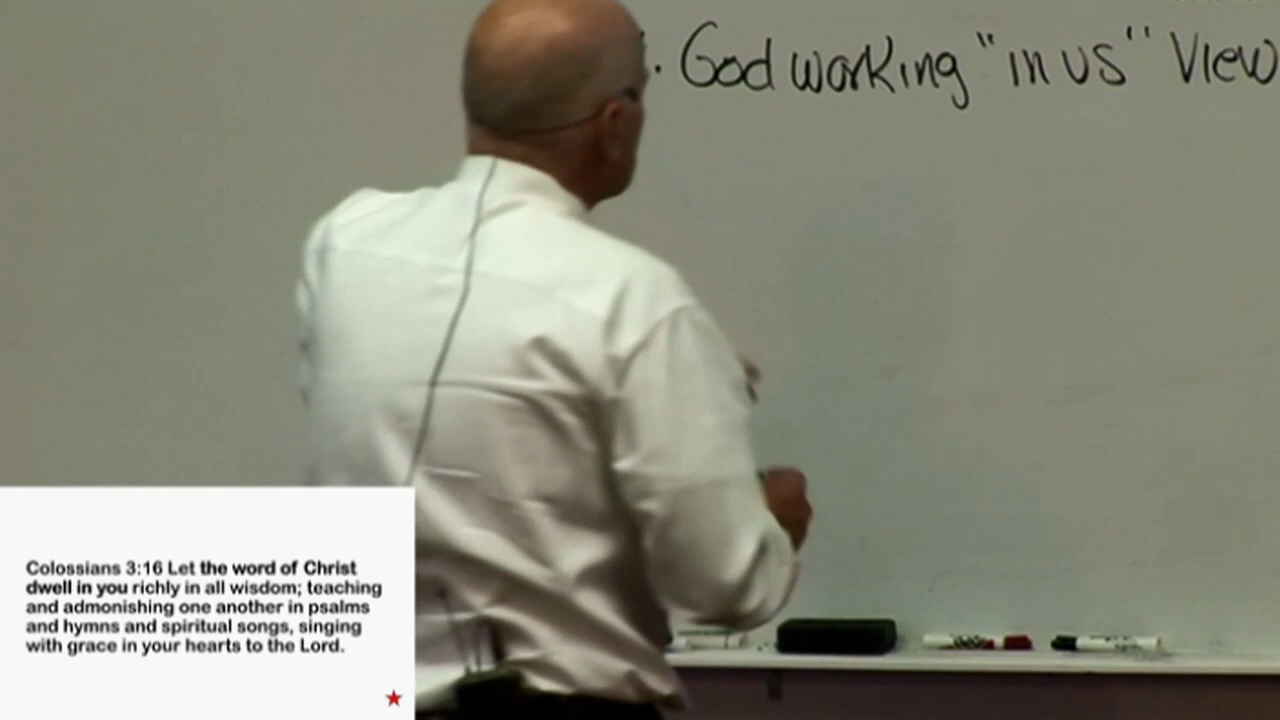 . God working "in us" View
Colossians 3:16 Let the word of Christ
dwell in you richly in all wisdom; teaching
and admonishing one another in psalms
and hymns and spiritual songs, singing
with grace in your hearts to the Lord.